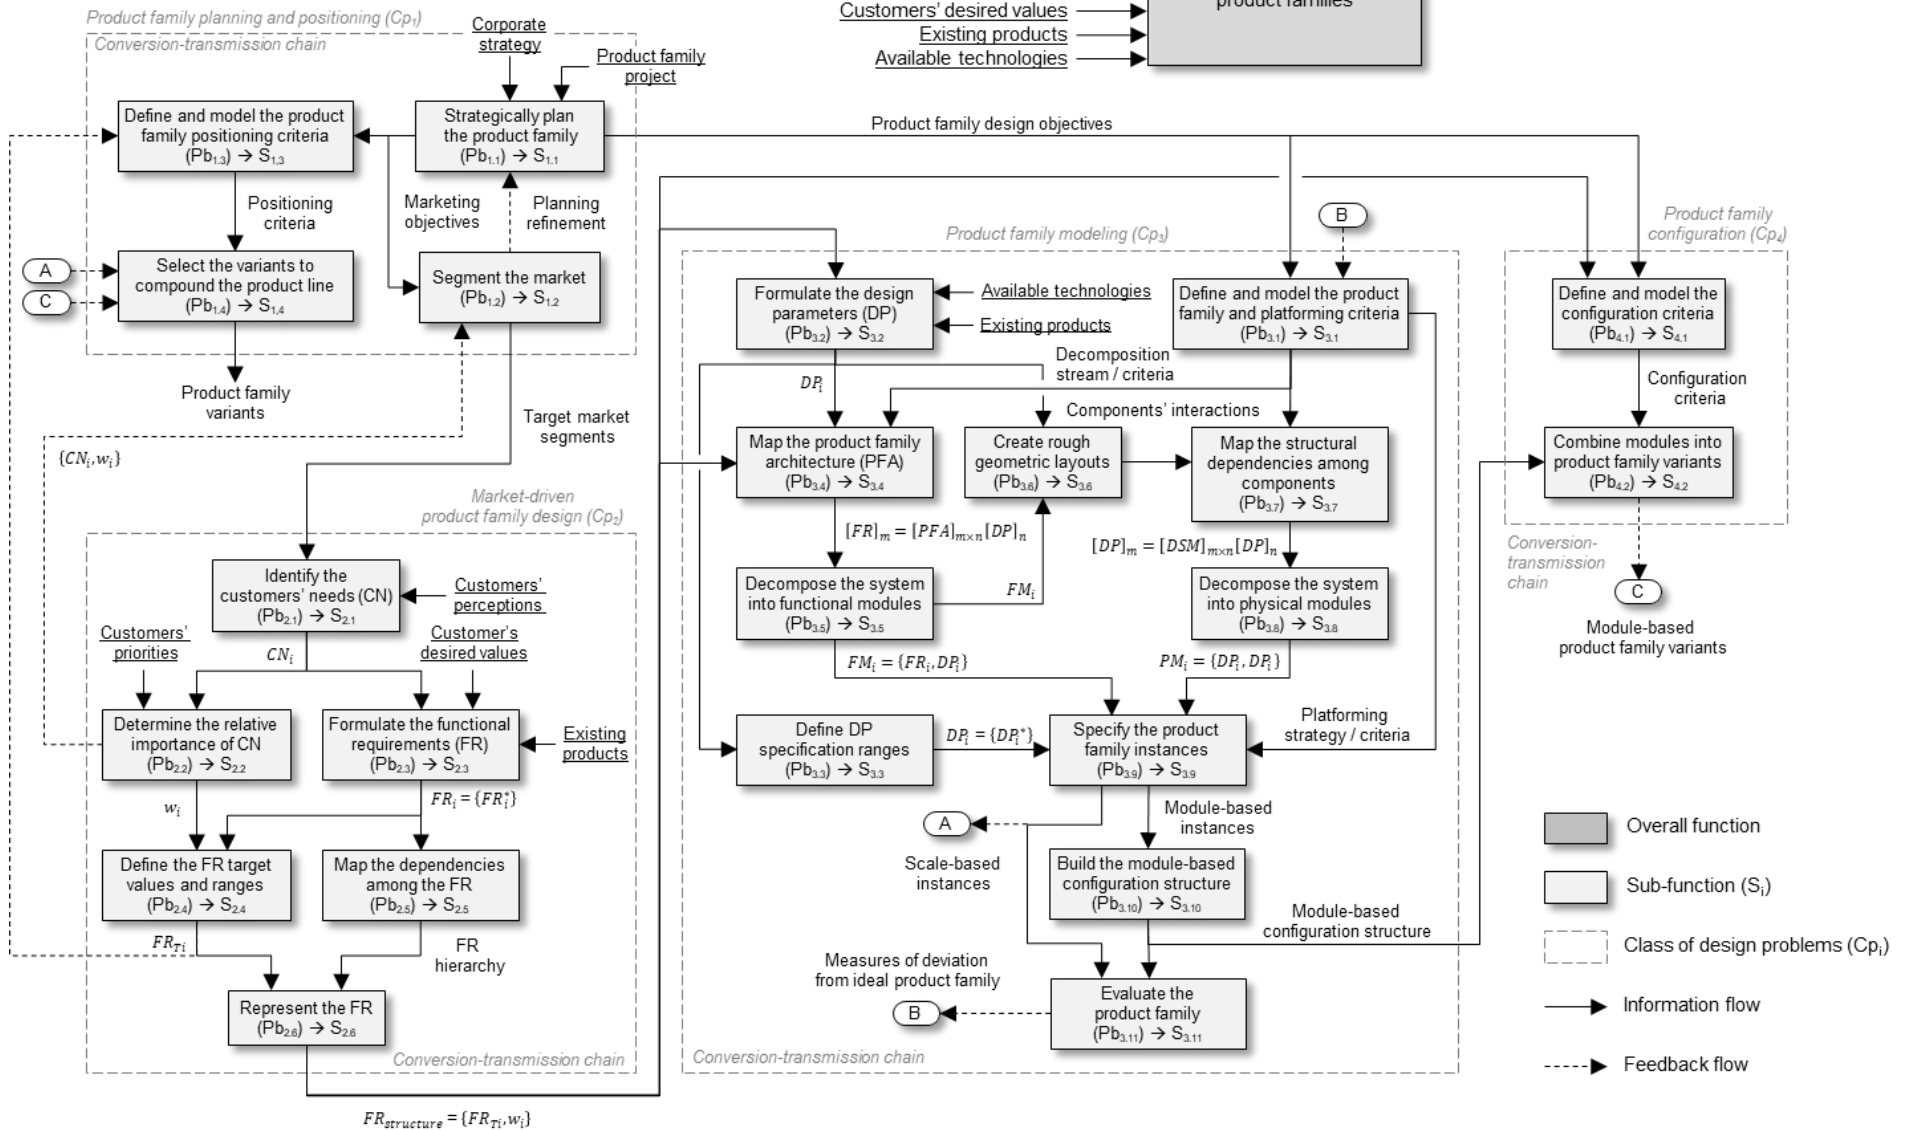 Product family planning and positioning (Cp₁)
Conversion-transmission chain
Corporate
strategy
Product family
project
Customers' desired values
Existing products
Available technologies
product families
Define and model the product
family positioning criteria
(Pb₁.₃) → S₁.₃
Strategically plan
the product family
(Pb₁.₁) → S₁.₁
Product family design objectives
Positioning
criteria
Marketing
objectives
Planning
refinement
A
C
Select the variants to
compound the product line
(Pb₁.₄) → S₁.₄
Segment the market
(Pb₁.₂) → S₁.₂
Product family
variants
Target market
segments
{CNᵢ,wᵢ}
Market-driven
product family design (Cp₂)
Identify the
customers' needs (CN)
(Pb₂.₁) → S₂.₁
Customers'
perceptions
Customers'
priorities
CNᵢ
Customer's
desired values
Determine the relative
importance of CN
(Pb₂.₂) → S₂.₂
Formulate the functional
requirements (FR)
(Pb₂.₃) → S₂.₃
Existing
products
wᵢ
FRᵢ = {FRᵢ*}
Define the FR target
values and ranges
(Pb₂.₄) → S₂.₄
Map the dependencies
among the FR
(Pb₂.₅) → S₂.₅
FR_Tᵢ
FR
hierarchy
Represent the FR
(Pb₂.₆) → S₂.₆
Conversion-transmission chain
FR_structure = {FR_Tᵢ,wᵢ}
Product family modeling (Cp₃)
B
Formulate the design
parameters (DP)
(Pb₃.₂) → S₃.₂
Available technologies
Existing products
Define and model the product
family and platforming criteria
(Pb₃.₁) → S₃.₁
DPᵢ
Decomposition
stream / criteria
Components' interactions
Map the product family
architecture (PFA)
(Pb₃.₄) → S₃.₄
Create rough
geometric layouts
(Pb₃.₆) → S₃.₆
Map the structural
dependencies among
components
(Pb₃.₇) → S₃.₇
[FR]ₘ = [PFA]ₘₓₙ[DP]ₙ
[DP]ₘ = [DSM]ₘₓₙ[DP]ₙ
Decompose the system
into functional modules
(Pb₃.₅) → S₃.₅
FMᵢ
Decompose the system
into physical modules
(Pb₃.₈) → S₃.₈
FMᵢ = {FRᵢ,DPᵢ}
PMᵢ = {DPᵢ,DPᵢ}
Define DP
specification ranges
(Pb₃.₃) → S₃.₃
DPᵢ = {DPᵢ*}
Specify the product
family instances
(Pb₃.₉) → S₃.₉
Platforming
strategy / criteria
A
Scale-based
instances
Module-based
instances
Build the module-based
configuration structure
(Pb₃.₁₀) → S₃.₁₀
Module-based
configuration structure
Measures of deviation
from ideal product family
B
Evaluate the
product family
(Pb₃.₁₁) → S₃.₁₁
Conversion-transmission chain
Product family
configuration (Cp₄)
Define and model the
configuration criteria
(Pb₄.₁) → S₄.₁
Configuration
criteria
Combine modules into
product family variants
(Pb₄.₂) → S₄.₂
Conversion-
transmission
chain
C
Module-based
product family variants
Overall function
Sub-function (Sᵢ)
Class of design problems (Cpᵢ)
Information flow
Feedback flow